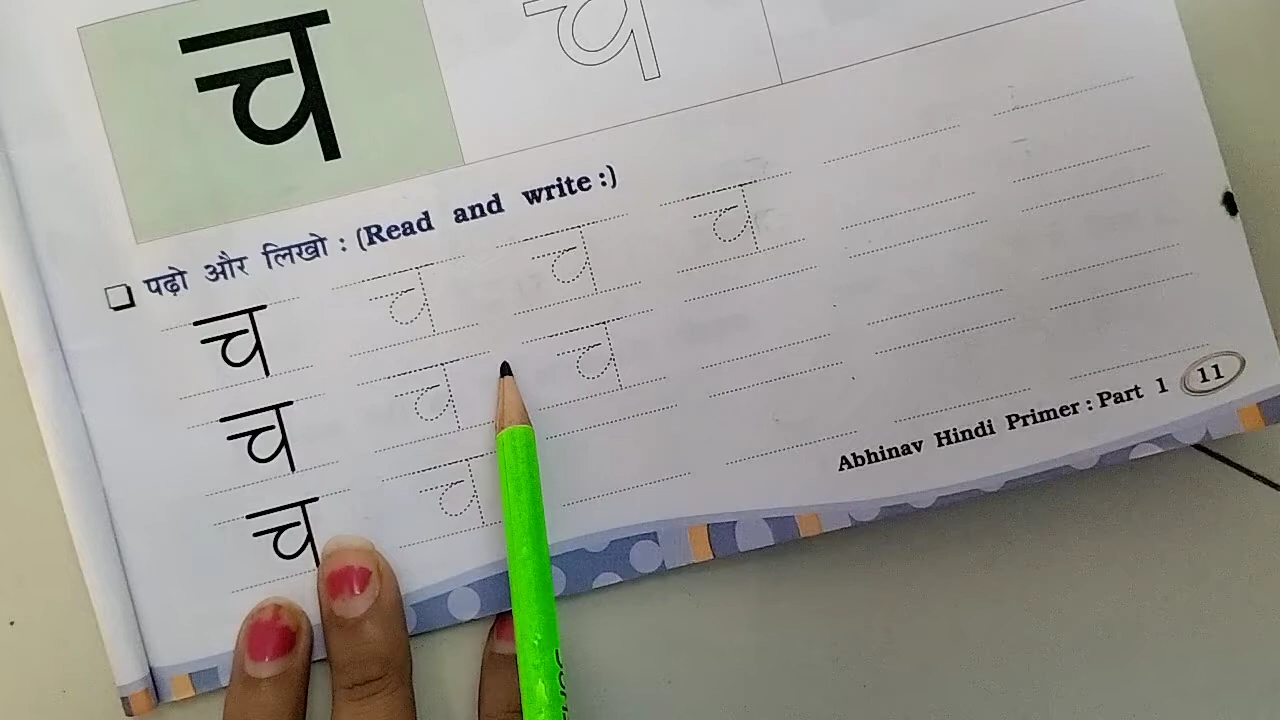 च च
पढ़ो और लिखो : (Read and write :)
च च च च
च च च
च च
Abhinav Hindi Primer : Part 1 11